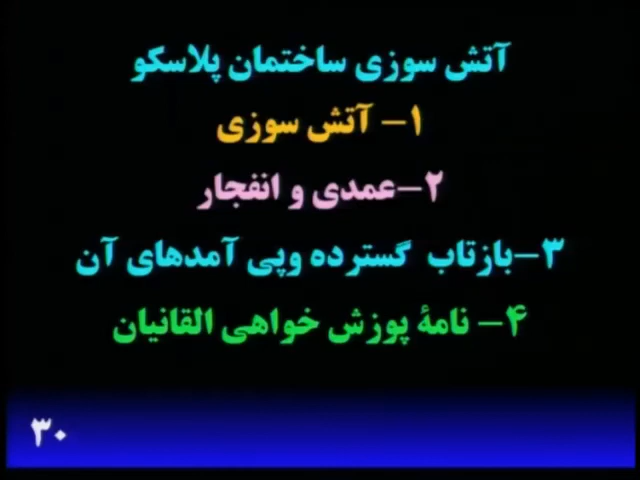 آتش سوزی ساختمان پلاسکو
۱- آتش سوزی
۲-عمدی و انفجار
۳-بازتاب گسترده وپی آمدهای آن
۴- نامهٔ پوزش خواهی القانیان
۳۰